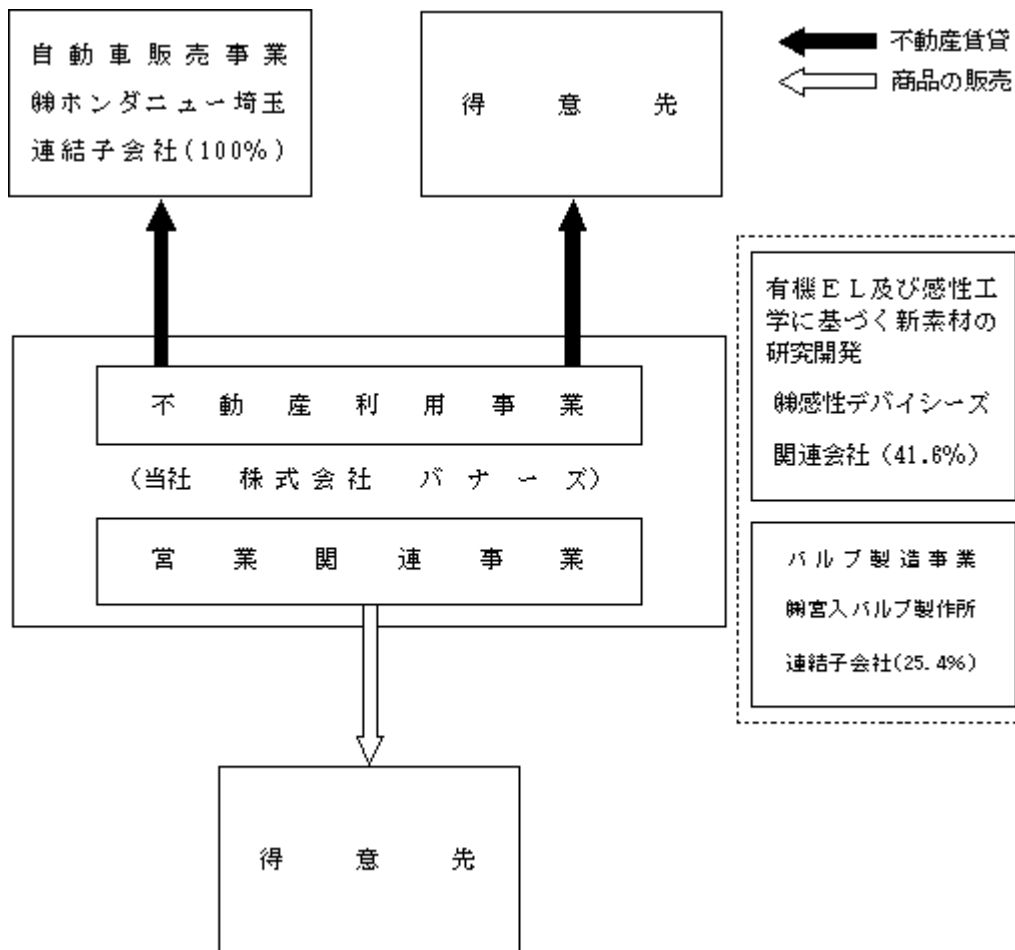 自動車販売事業
㈱ホンダニュー埼玉
連結子会社(100%)
得意先
不動産賃貸
商品の販売
有機ＥＬ及び感性工
学に基づく新素材の
研究開発
㈱感性デバイシーズ
関連会社（41.6%）
不動産利用事業
（当社　株式会社　バナーズ）
営業関連事業
バルブ製造事業
㈱宮入バルブ製作所
連結子会社(25.4%)
得意先